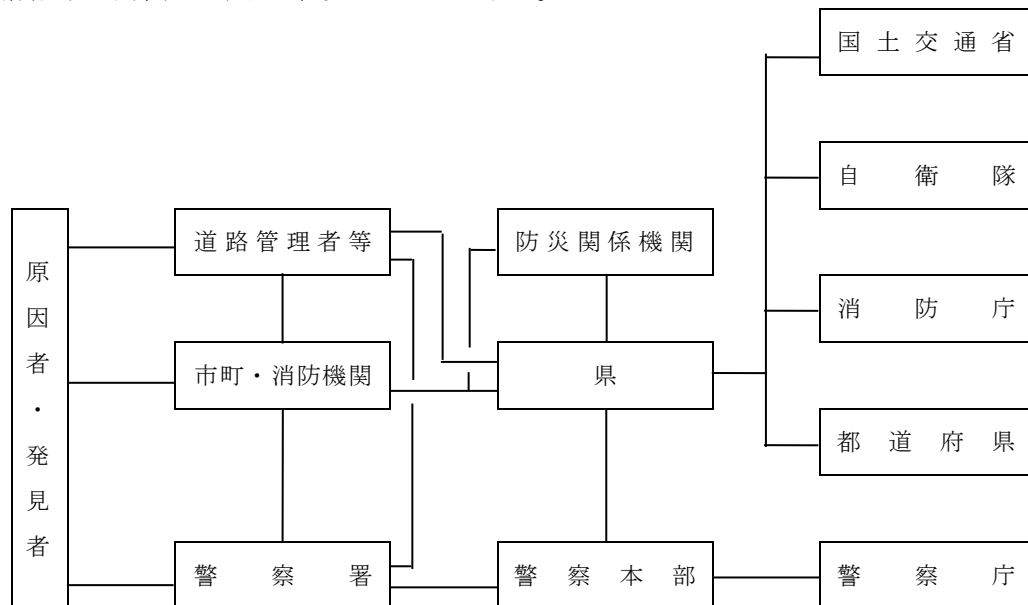 国土交通省
自衛隊
道路管理者等
防災関係機関
原因者・発見者
消防庁
市町・消防機関
県
都道府県
警察署
警察本部
警察庁